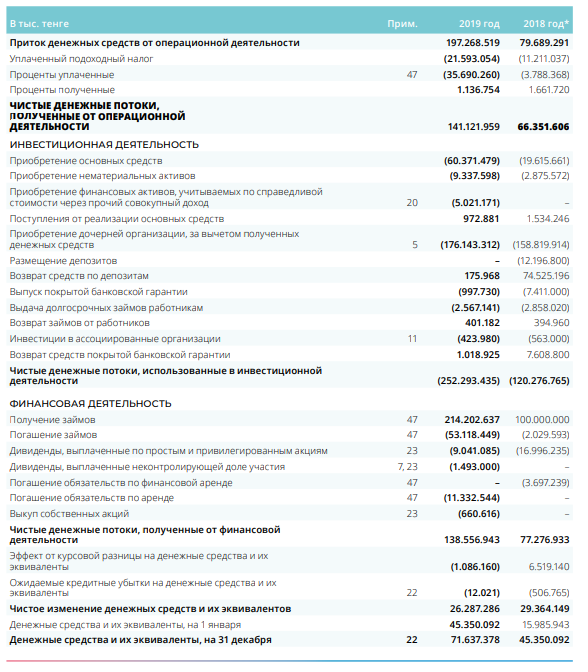 В тыс. тенге Прим. 2019 год 2018 год*
Приток денежных средств от операционной деятельности 197.268.519 79.689.291
Уплаченный подоходный налог (21.593.054) (11.211.037)
Проценты уплаченные 47 (35.690.260) (3.788.368)
Проценты полученные 1.136.754 1.661.720
ЧИСТЫЕ ДЕНЕЖНЫЕ ПОТОКИ,
ПОЛУЧЕННЫЕ ОТ ОПЕРАЦИОННОЙ
ДЕЯТЕЛЬНОСТИ 141.121.959 66.351.606
ИНВЕСТИЦИОННАЯ ДЕЯТЕЛЬНОСТЬ
Приобретение основных средств (60.371.479) (19.615.661)
Приобретение нематериальных активов (9.337.598) (2.875.572)
Приобретение финансовых активов, учитываемых по справедливой
стоимости через прочий совокупный доход 20 (5.021.171) –
Поступления от реализации основных средств 972.881 1.534.246
Приобретение дочерней организации, за вычетом полученных
денежных средств 5 (176.143.312) (158.819.914)
Размещение депозитов – (12.196.800)
Возврат средств по депозитам 175.968 74.525.196
Выпуск покрытой банковской гарантии (997.730) (7.411.000)
Выдача долгосрочных займов работникам (2.567.141) (2.858.020)
Возврат займов от работников 401.182 394.960
Инвестиции в ассоциированные организации 11 (423.980) (563.000)
Возврат средств покрытой банковской гарантии 1.018.925 7.608.800
Чистые денежные потоки, использованные в инвестиционной
деятельности (252.293.435) (120.276.765)
ФИНАНСОВАЯ ДЕЯТЕЛЬНОСТЬ
Получение займов 47 214.202.637 100.000.000
Погашение займов 47 (53.118.449) (2.029.593)
Дивиденды, выплаченные по простым и привилегированным акциям 23 (9.041.085) (16.996.235)
Дивиденды, выплаченные неконтролирующей доле участия 7, 23 (1.493.000) –
Погашение обязательств по финансовой аренде 47 – (3.697.239)
Погашение обязательств по аренде 47 (11.332.544) –
Выкуп собственных акций 23 (660.616) –
Чистые денежные потоки, полученные от финансовой
деятельности 138.556.943 77.276.933
Эффект от курсовой разницы на денежные средства и их
эквиваленты (1.086.160) 6.519.140
Ожидаемые кредитные убытки на денежные средства и их
эквиваленты 22 (12.021) (506.765)
Чистое изменение денежных средств и их эквивалентов 26.287.286 29.364.149
Денежные средства и их эквиваленты, на 1 января 45.350.092 15.985.943
Денежные средства и их эквиваленты, на 31 декабря 22 71.637.378 45.350.092